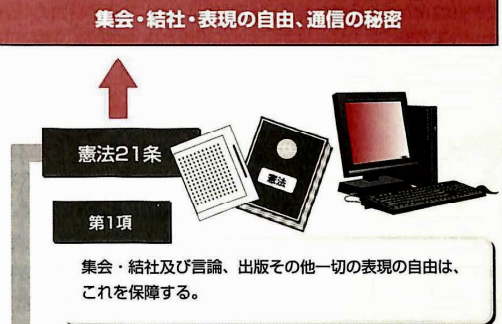 集会・結社・表現の自由、通信の秘密
憲法21条
憲法
第1項
集会・結社及び言論、出版その他一切の表現の自由は、
これを保障する。